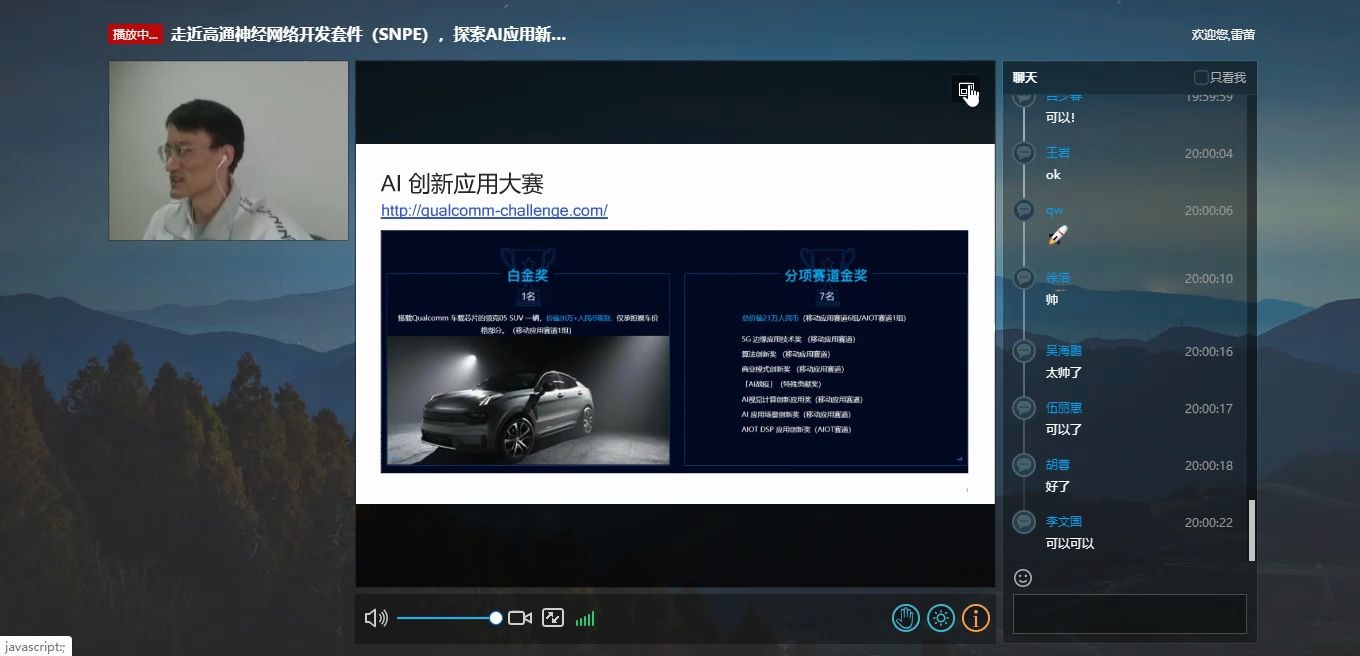 播放中...
走近高通神经网络开发套件（SNPE），探索AI应用新...
欢迎您,雷苗
AI 创新应用大赛
http://qualcomm-challenge.com/
白金奖
1名
搭载Qualcomm 车载芯片的领克05 SUV 一辆，价值20万+人民币级别，仅承担裸车价
格部分。（移动应用赛道1组）
分项赛道金奖
7名
总价值21万人民币（移动应用赛道6组/AIOT赛道1组）
5G 边缘应用技术奖 （移动应用赛道）
算法创新奖 （移动应用赛道）
商业模式创新奖 （移动应用赛道）
「AI战疫」（特殊贡献奖）
AI视觉计算创新应用奖（移动应用赛道）
AI 应用场景创新奖（移动应用赛道）
AIOT DSP 应用创新奖（AIOT赛道）
聊天
只看我
19:59:59
可以!
王岩
20:00:04
ok
qw
20:00:06
徐浩
20:00:10
帅
吴海鹏
20:00:16
太帅了
伍丽惠
20:00:17
可以了
胡蓉
20:00:18
好了
李文国
20:00:22
可以可以
javascript:;